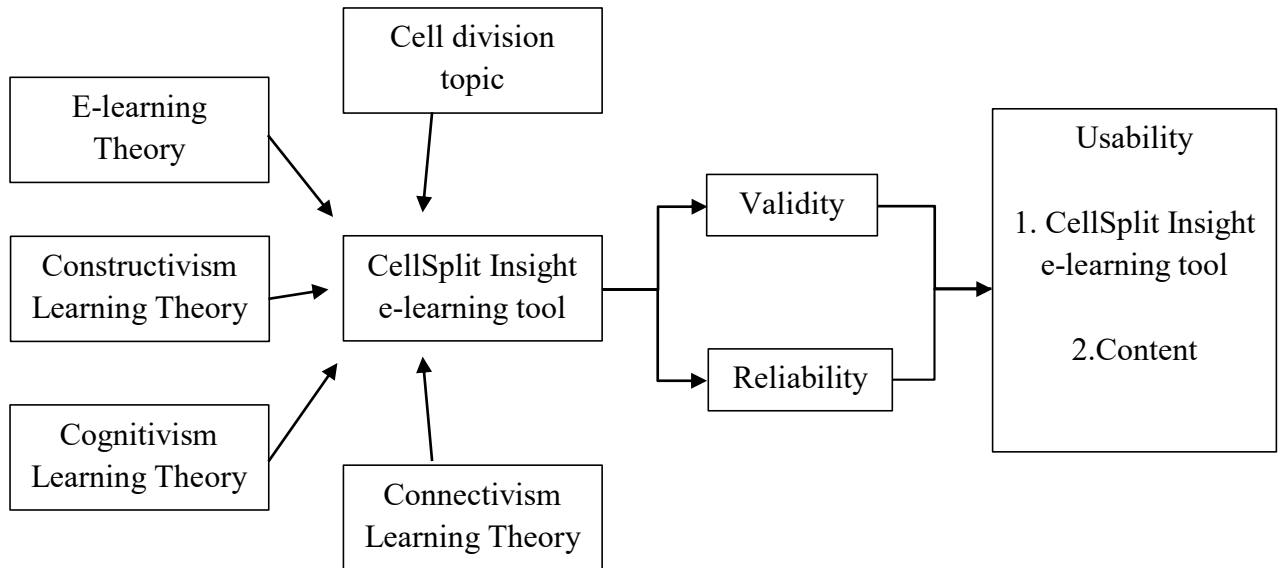 Cell division
topic
E-learning
Theory
Constructivism
Learning Theory
Cognitivism
Learning Theory
CellSplit Insight
e-learning tool
Connectivism
Learning Theory
Validity
Reliability
Usability
1. CellSplit Insight
e-learning tool
2.Content